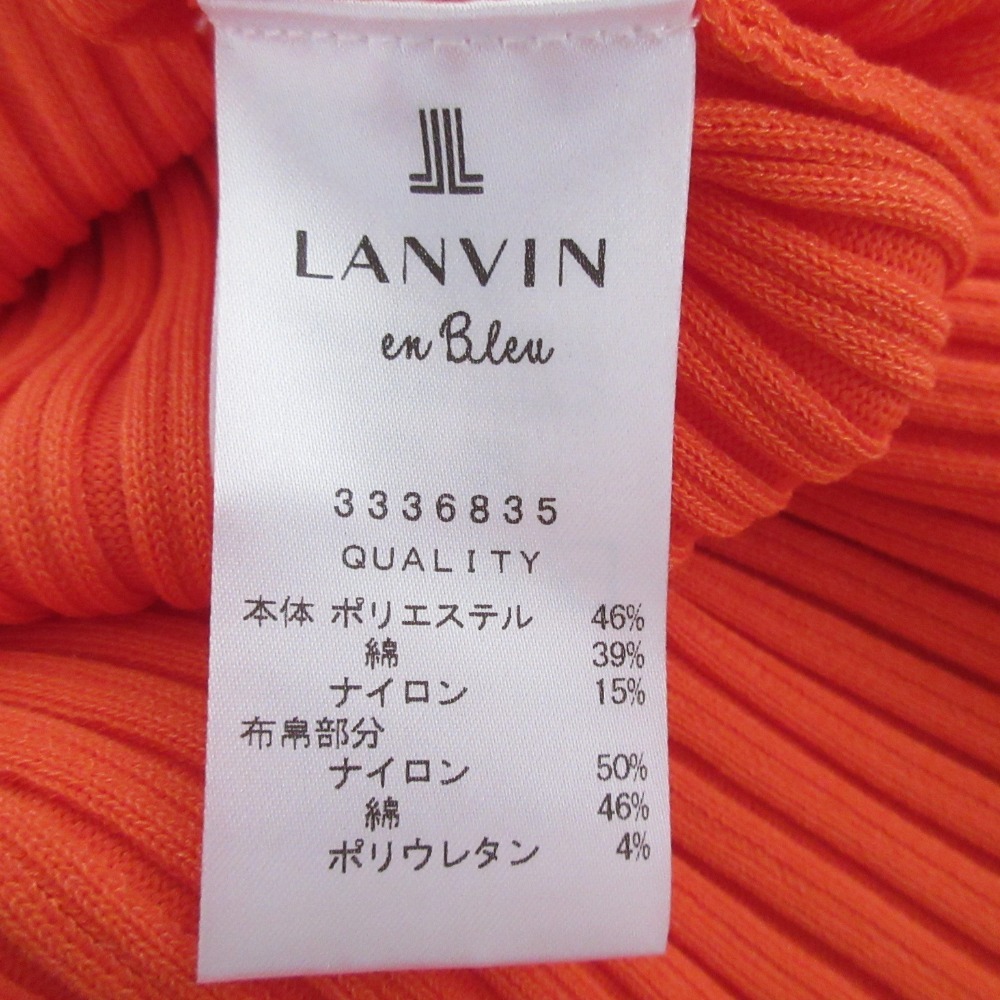 LANVIN
en Bleu
3336835
QUALITY
本体 ポリエステル 46%
綿 39%
ナイロン 15%
布帛部分
ナイロン 50%
綿 46%
ポリウレタン 4%